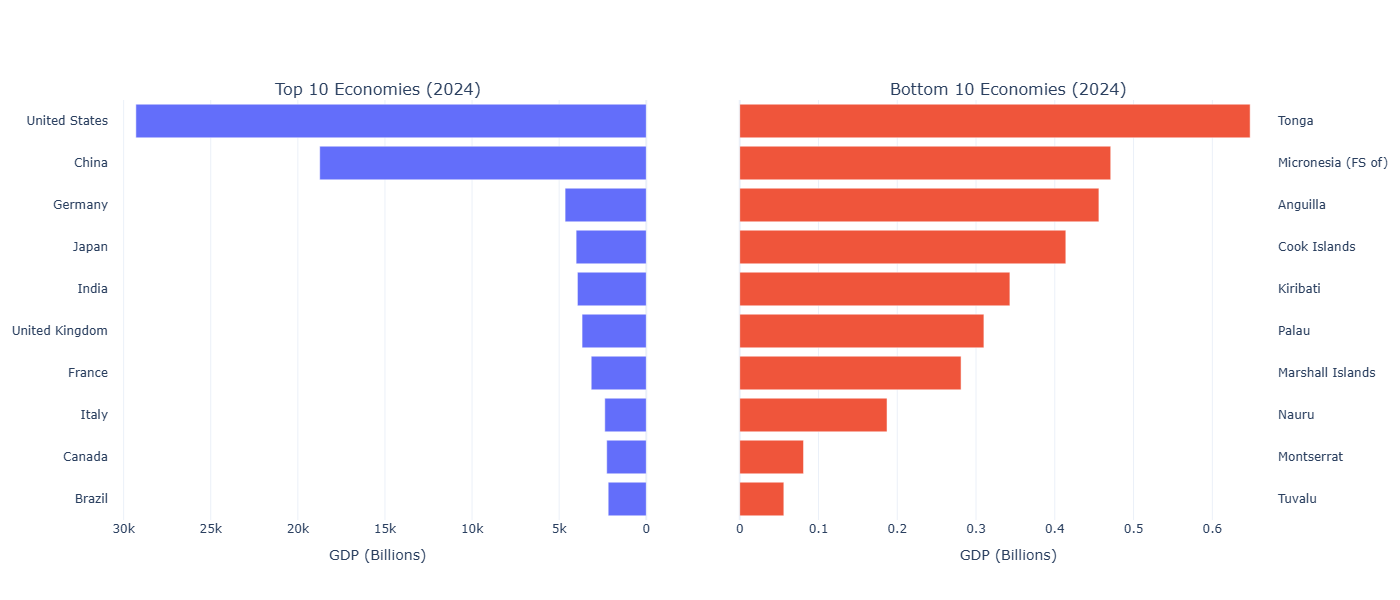 Top 10 Economies (2024)
United States
China
Germany
Japan
India
United Kingdom
France
Italy
Canada
Brazil
30k 25k 20k 15k 10k 5k 0
GDP (Billions)
Bottom 10 Economies (2024)
Tonga
Micronesia (FS of)
Anguilla
Cook Islands
Kiribati
Palau
Marshall Islands
Nauru
Montserrat
Tuvalu
0 0.1 0.2 0.3 0.4 0.5 0.6
GDP (Billions)